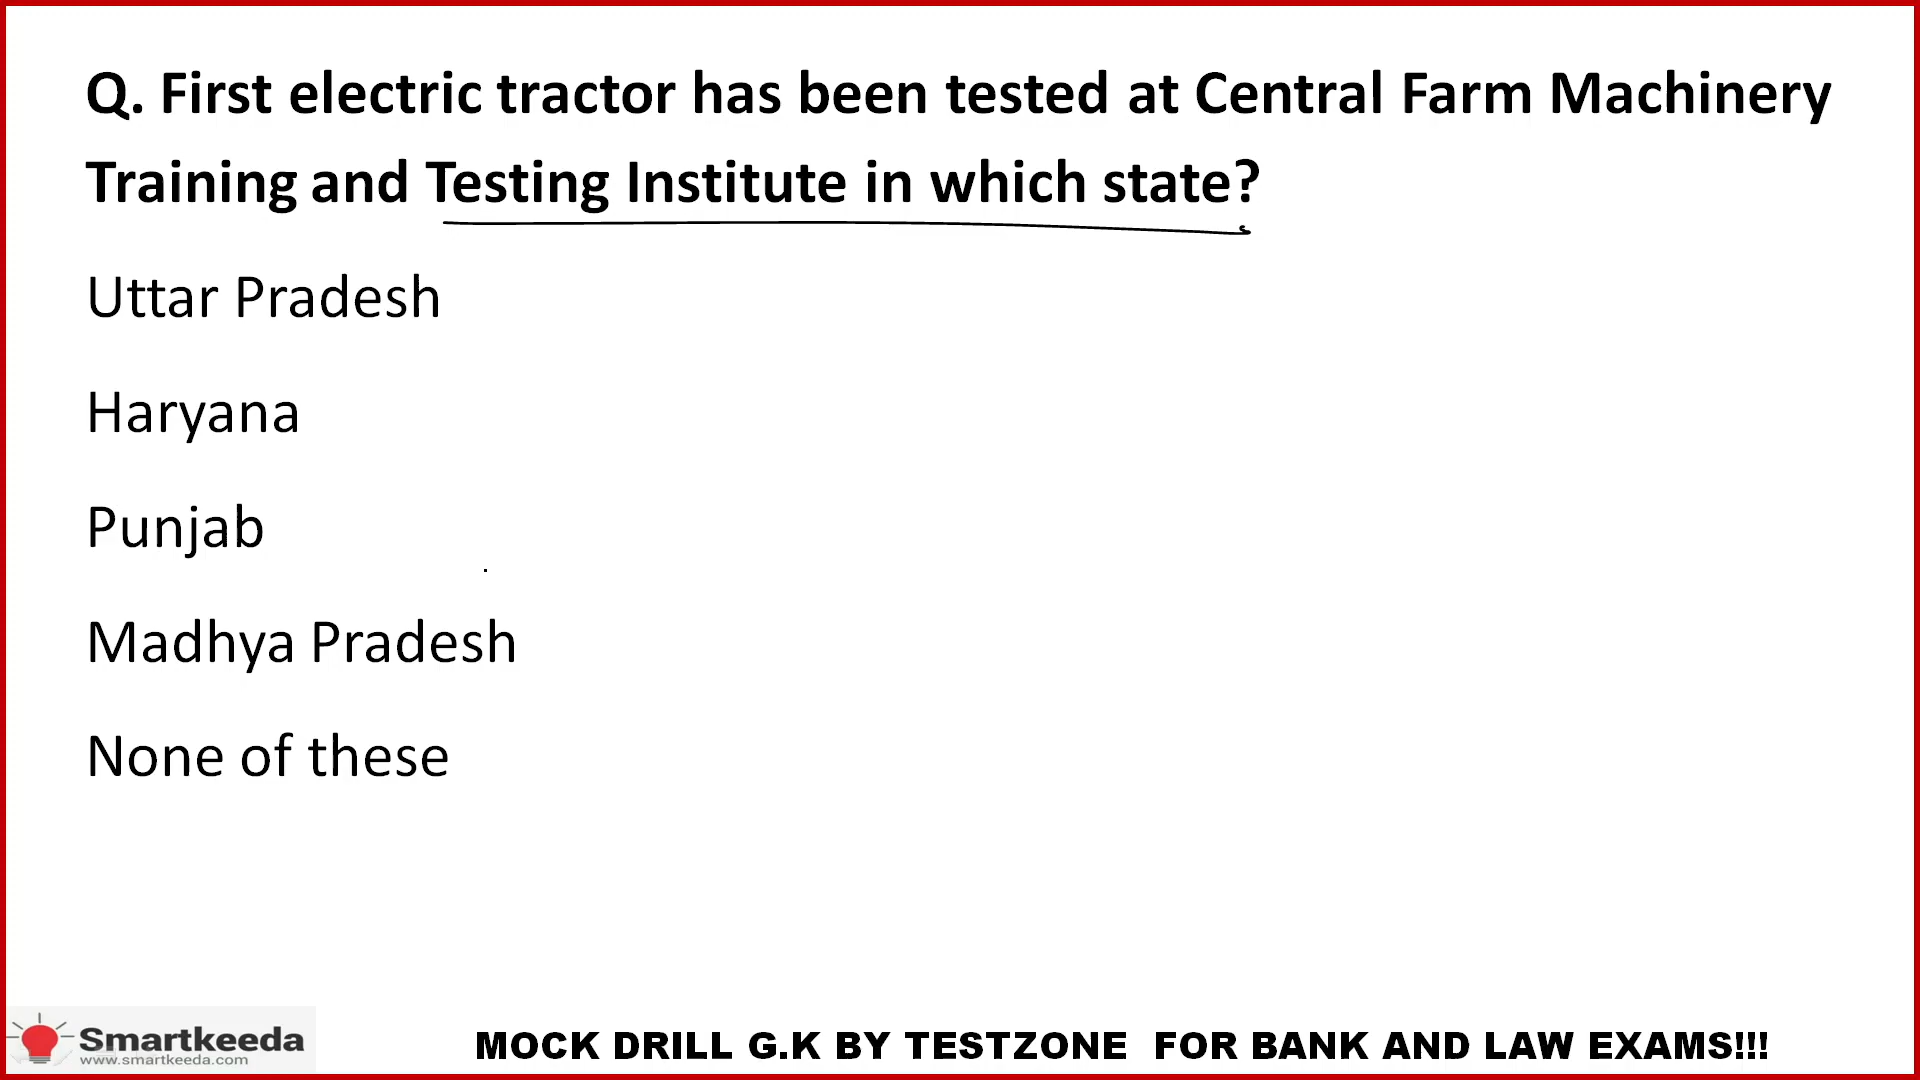 Q. First electric tractor has been tested at Central Farm Machinery
Training and Testing Institute in which state?
Uttar Pradesh
Haryana
Punjab
Madhya Pradesh
None of these
Smartkeeda
www.smartkeeda.com
MOCK DRILL G.K BY TESTZONE FOR BANK AND LAW EXAMS!!!